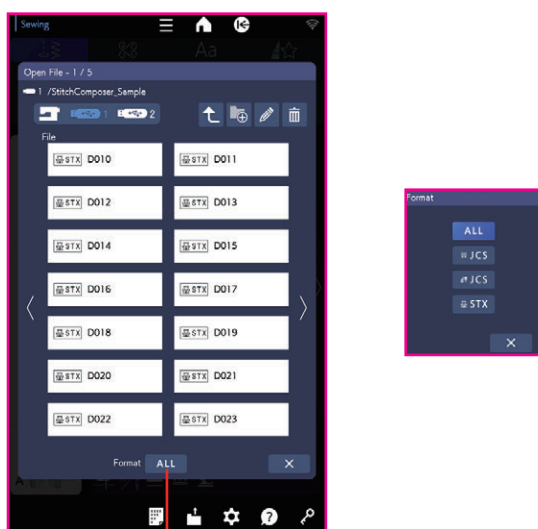 Sewing
Aa
Open File - 1 / 5
1 /StitchComposer_Sample
1 2
File
STX D010 STX D011
STX D012 STX D013
STX D014 STX D015
STX D016 STX D017
STX D018 STX D019
STX D020 STX D021
STX D022 STX D023
Format ALL
A
Format
ALL
JCS
JCS
STX